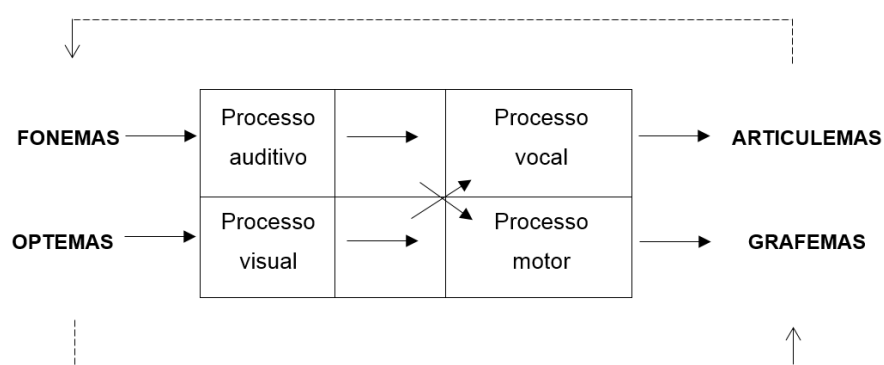 Processo
auditivo
Processo
vocal
FONEMAS
ARTICULEMAS
OPTEMAS
Processo
visual
Processo
motor
GRAFEMAS